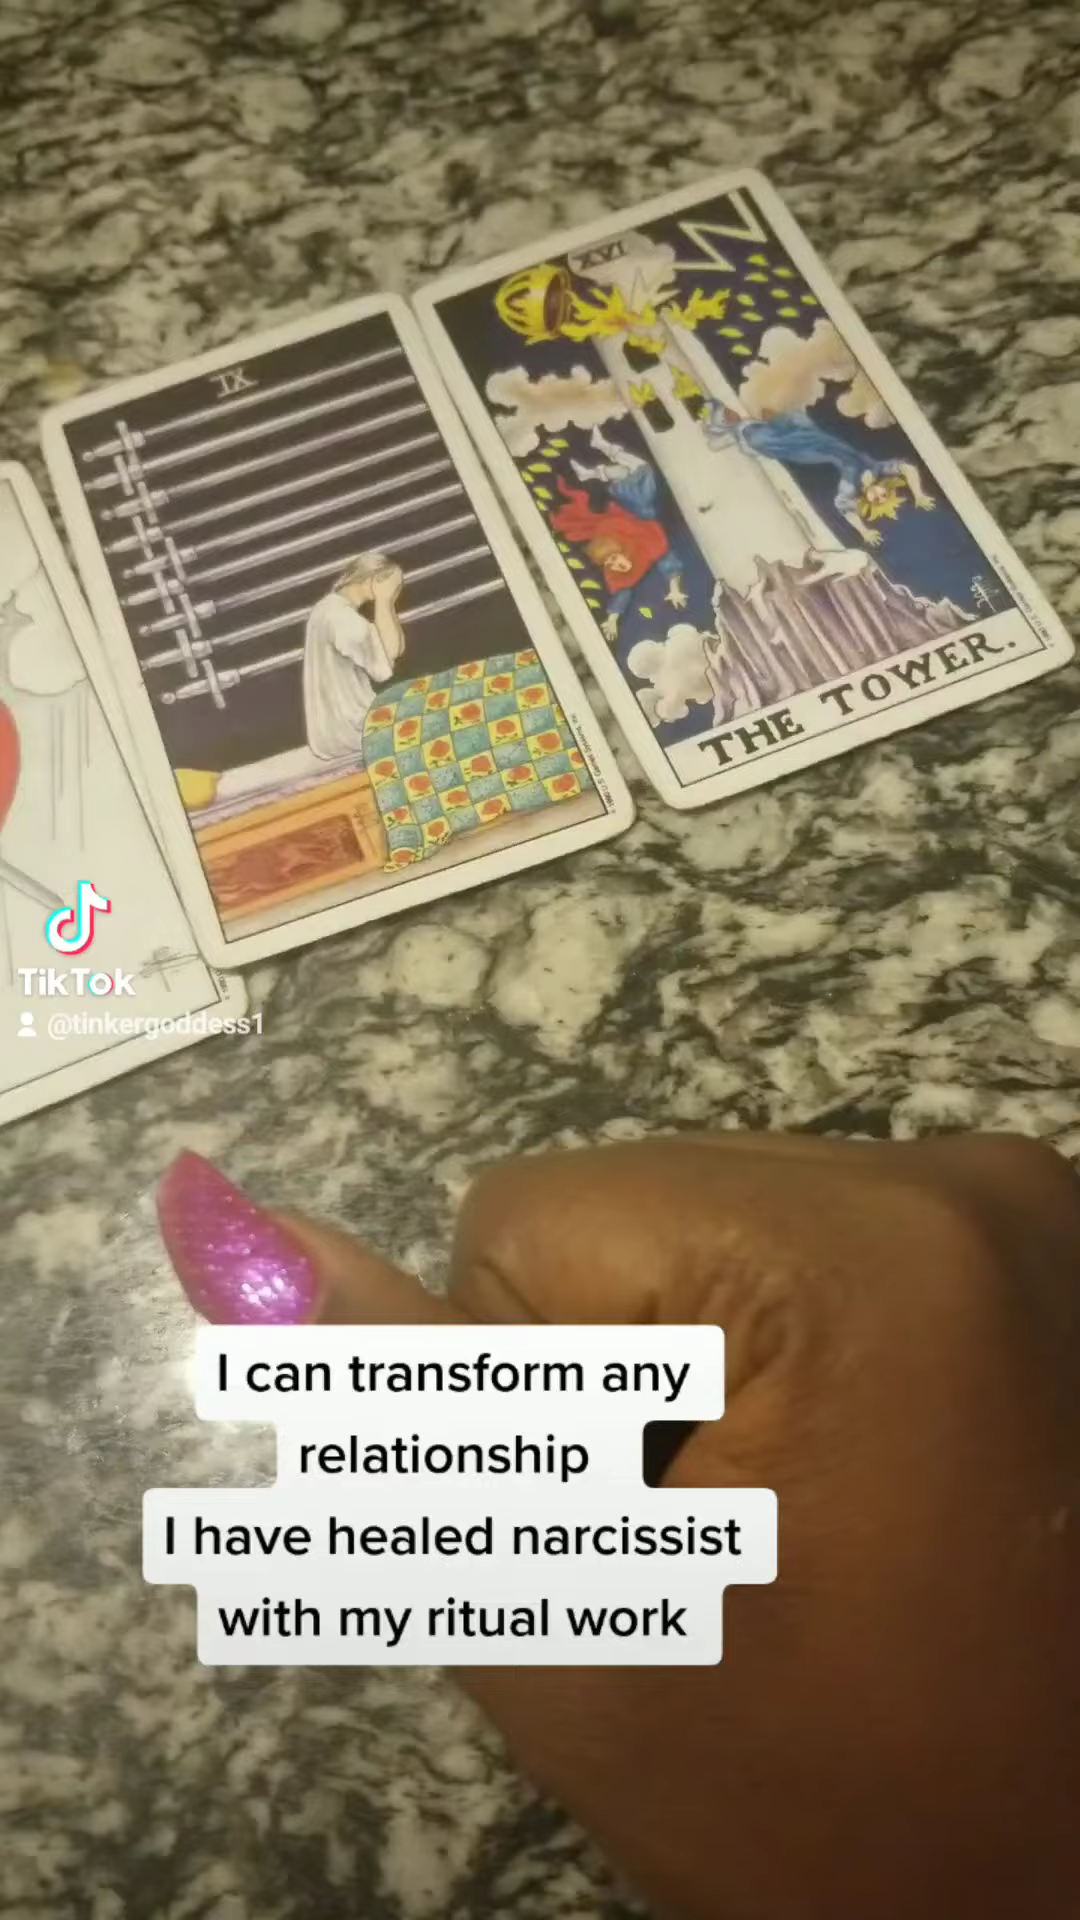 XVI
IX
THE TOWER.
TikTok
@tinkergoddess1
I can transform any
relationship
I have healed narcissist
with my ritual work